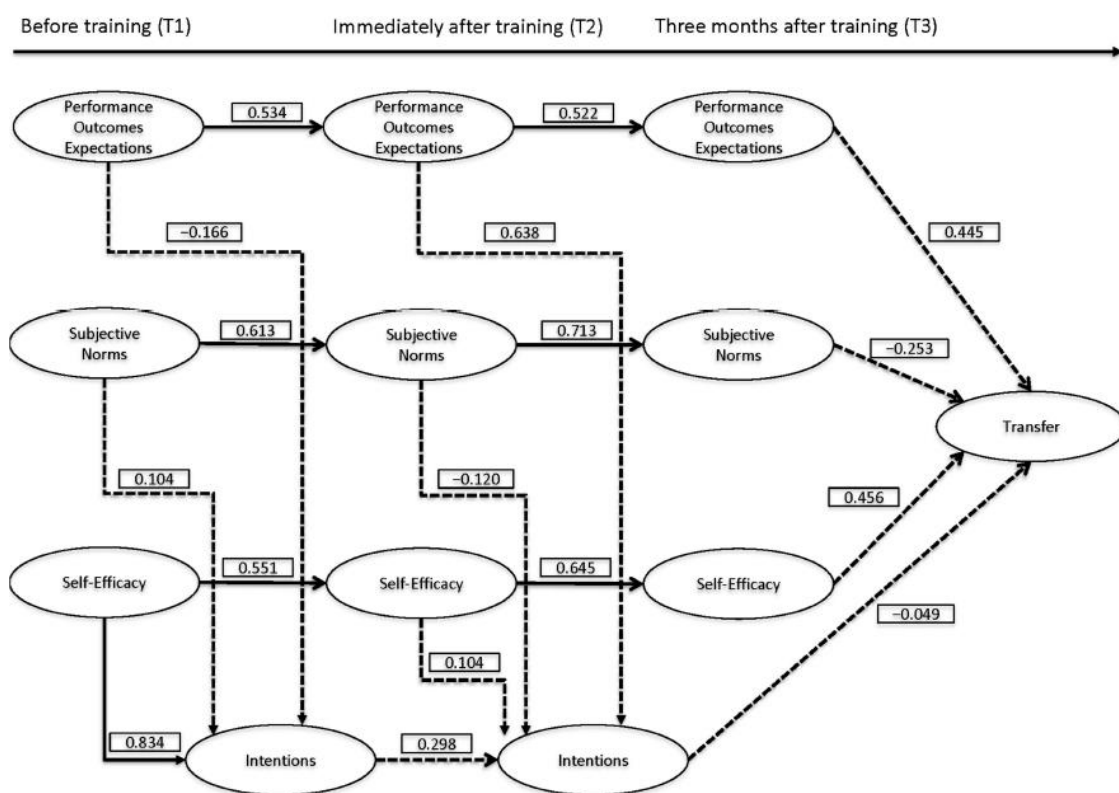 Before training (T1)
Immediately after training (T2)
Three months after training (T3)
Performance
Outcomes
Expectations
0.534
Performance
Outcomes
Expectations
0.522
Performance
Outcomes
Expectations
−0.166
0.638
0.445
Subjective
Norms
0.613
Subjective
Norms
0.713
Subjective
Norms
−0.253
Transfer
0.104
−0.120
0.456
Self-Efficacy
0.551
Self-Efficacy
0.645
Self-Efficacy
−0.049
0.104
0.834
Intentions
0.298
Intentions